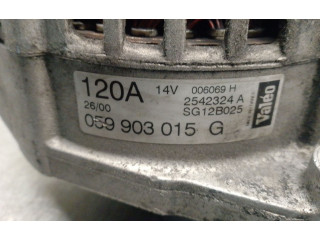 120A 14V 006069 H
26/00 2542324 A
SG12B025
059 903 015 G
Valeo